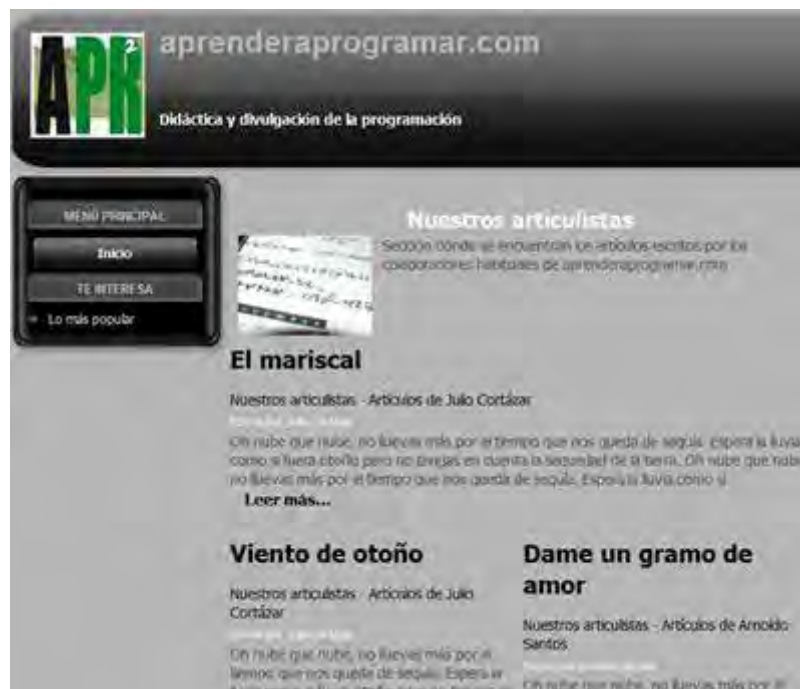 APR2
aprenderaprogramar.com
Didáctica y divulgación de la programación
MENÚ PRINCIPAL
Inicio
TE INTERESA
Lo más popular
Nuestros articulistas
Sección donde se encuentran los artículos escritos por los
colaboradores habituales de aprenderaprogramar.com
El mariscal
Nuestros articulistas - Artículos de Julio Cortázar
Oh nube que nube, no lluevas más por el tiempo que nos queda de sequía. Espera la lluvia
como si fuera otoño pero no tengas en cuenta la sequedad de la tierra. Oh nube que nube
no lluevas más por el tiempo que nos queda de sequía. Espera la lluvia como si
Leer más...
Viento de otoño
Nuestros articulistas - Artículos de Julio
Cortázar
Oh nube que nube, no lluevas más por el
tiempo que nos queda de sequía. Espera la
Dame un gramo de
amor
Nuestros articulistas - Artículos de Arnoldo
Santos
Oh nube que nube, no lluevas más por el